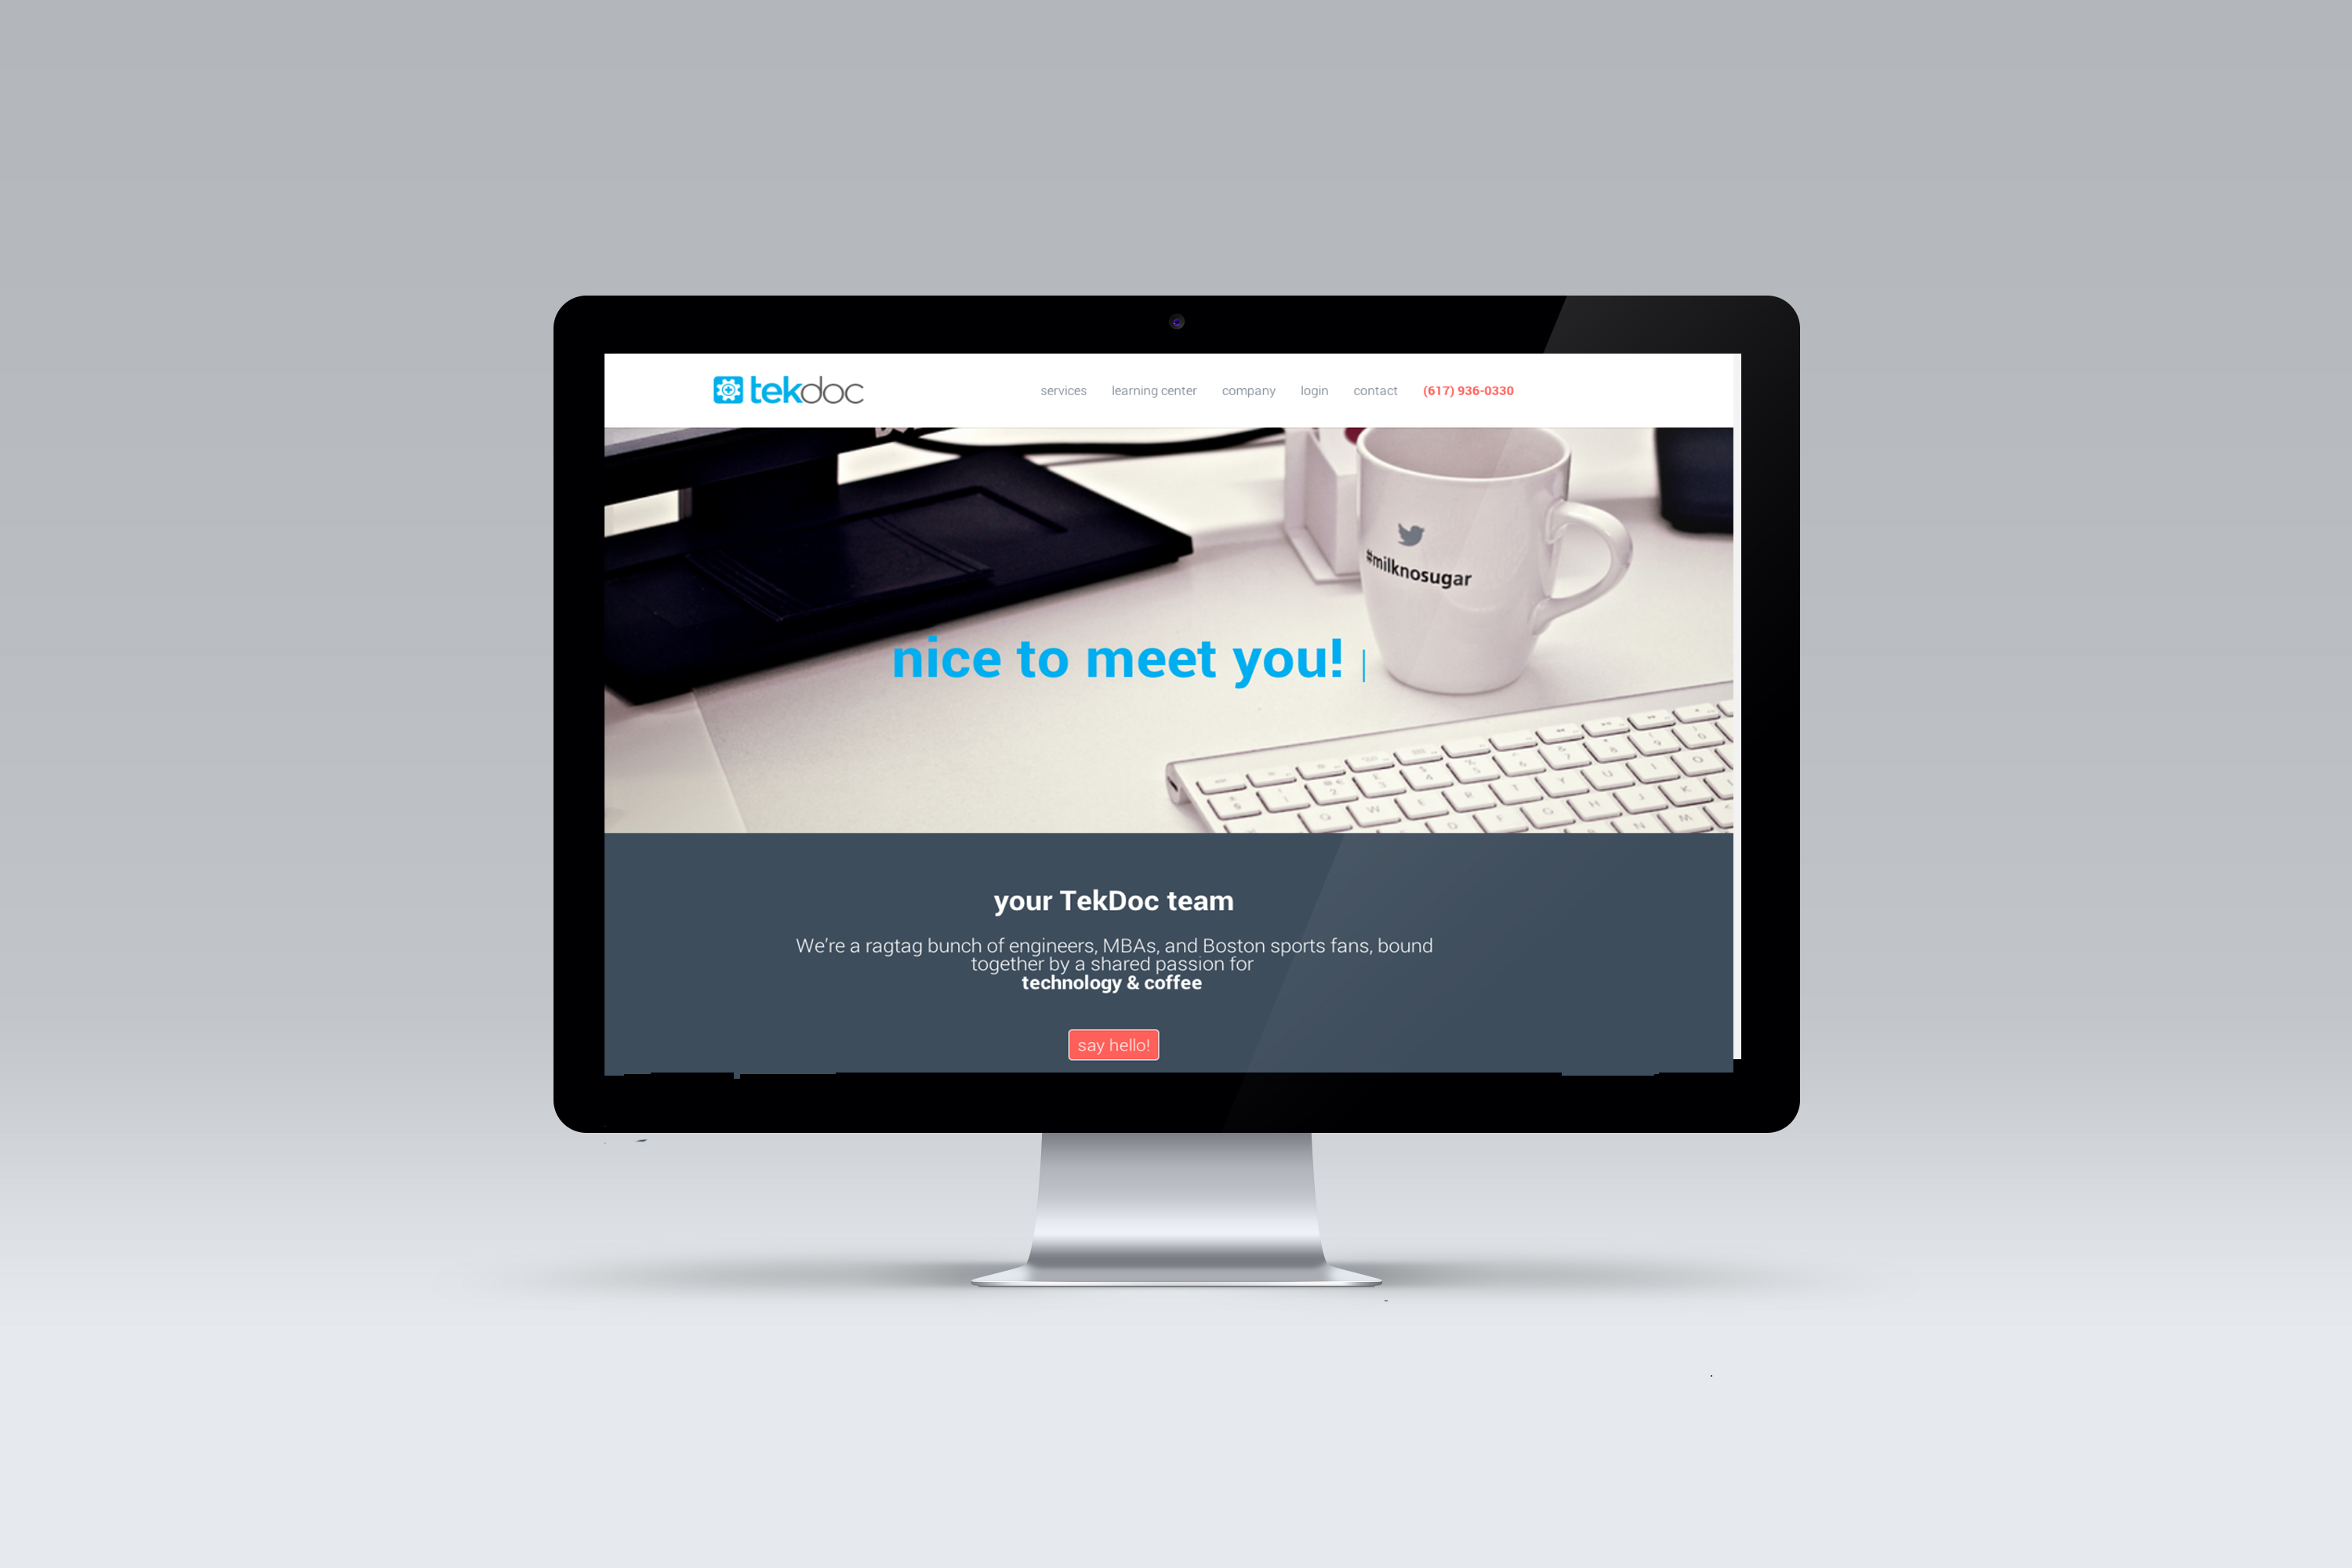 tekdoc
services learning center company login contact (617) 936-0330
#milknosugar
nice to meet you!
your TekDoc team
We're a ragtag bunch of engineers, MBAs, and Boston sports fans, bound
together by a shared passion for
technology & coffee
say hello!